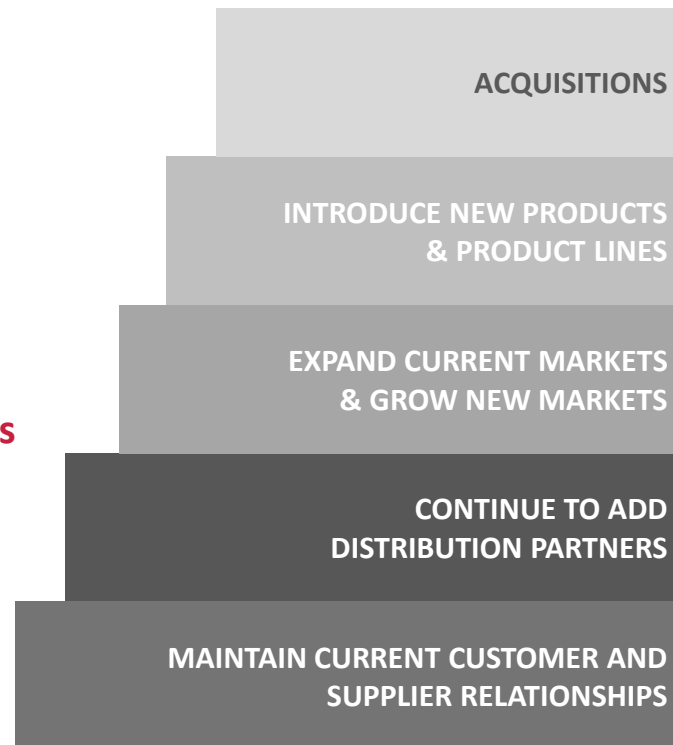 ACQUISITIONS
INTRODUCE NEW PRODUCTS
& PRODUCT LINES
EXPAND CURRENT MARKETS
& GROW NEW MARKETS
S
CONTINUE TO ADD
DISTRIBUTION PARTNERS
MAINTAIN CURRENT CUSTOMER AND
SUPPLIER RELATIONSHIPS